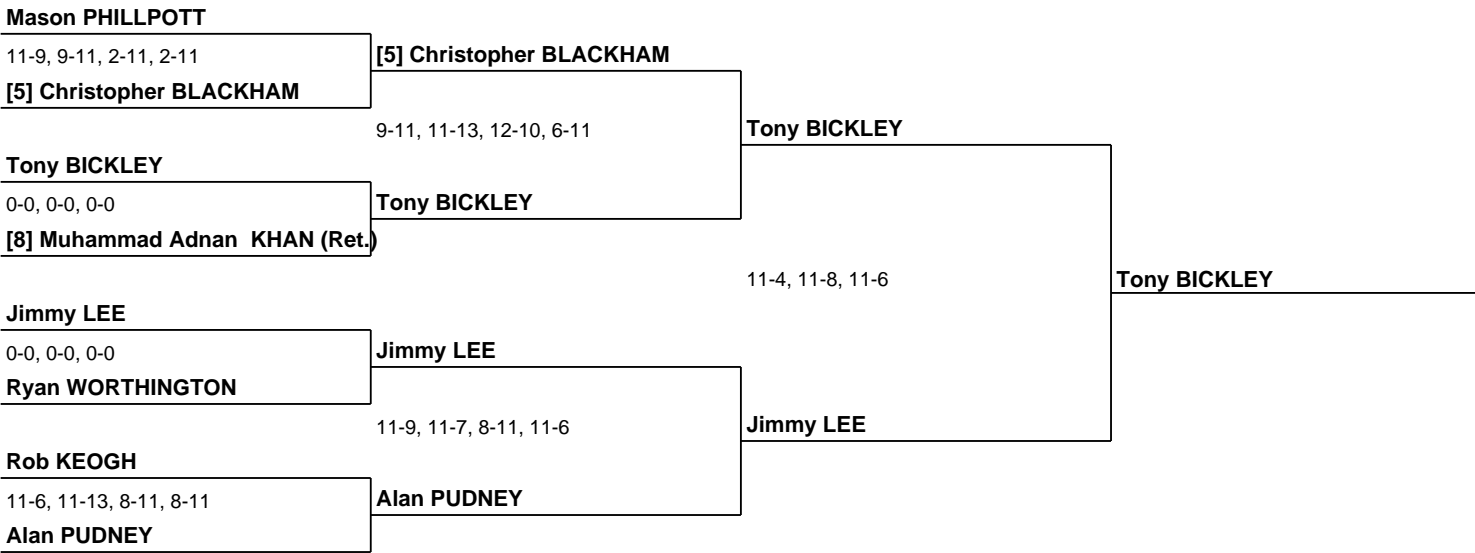 Mason PHILLPOTT
11-9, 9-11, 2-11, 2-11
[5] Christopher BLACKHAM
[5] Christopher BLACKHAM
9-11, 11-13, 12-10, 6-11
Tony BICKLEY
Tony BICKLEY
0-0, 0-0, 0-0
Tony BICKLEY
[8] Muhammad Adnan  KHAN (Ret.)
11-4, 11-8, 11-6
Tony BICKLEY
Jimmy LEE
0-0, 0-0, 0-0
Jimmy LEE
Ryan WORTHINGTON
11-9, 11-7, 8-11, 11-6
Jimmy LEE
Rob KEOGH
11-6, 11-13, 8-11, 8-11
Alan PUDNEY
Alan PUDNEY